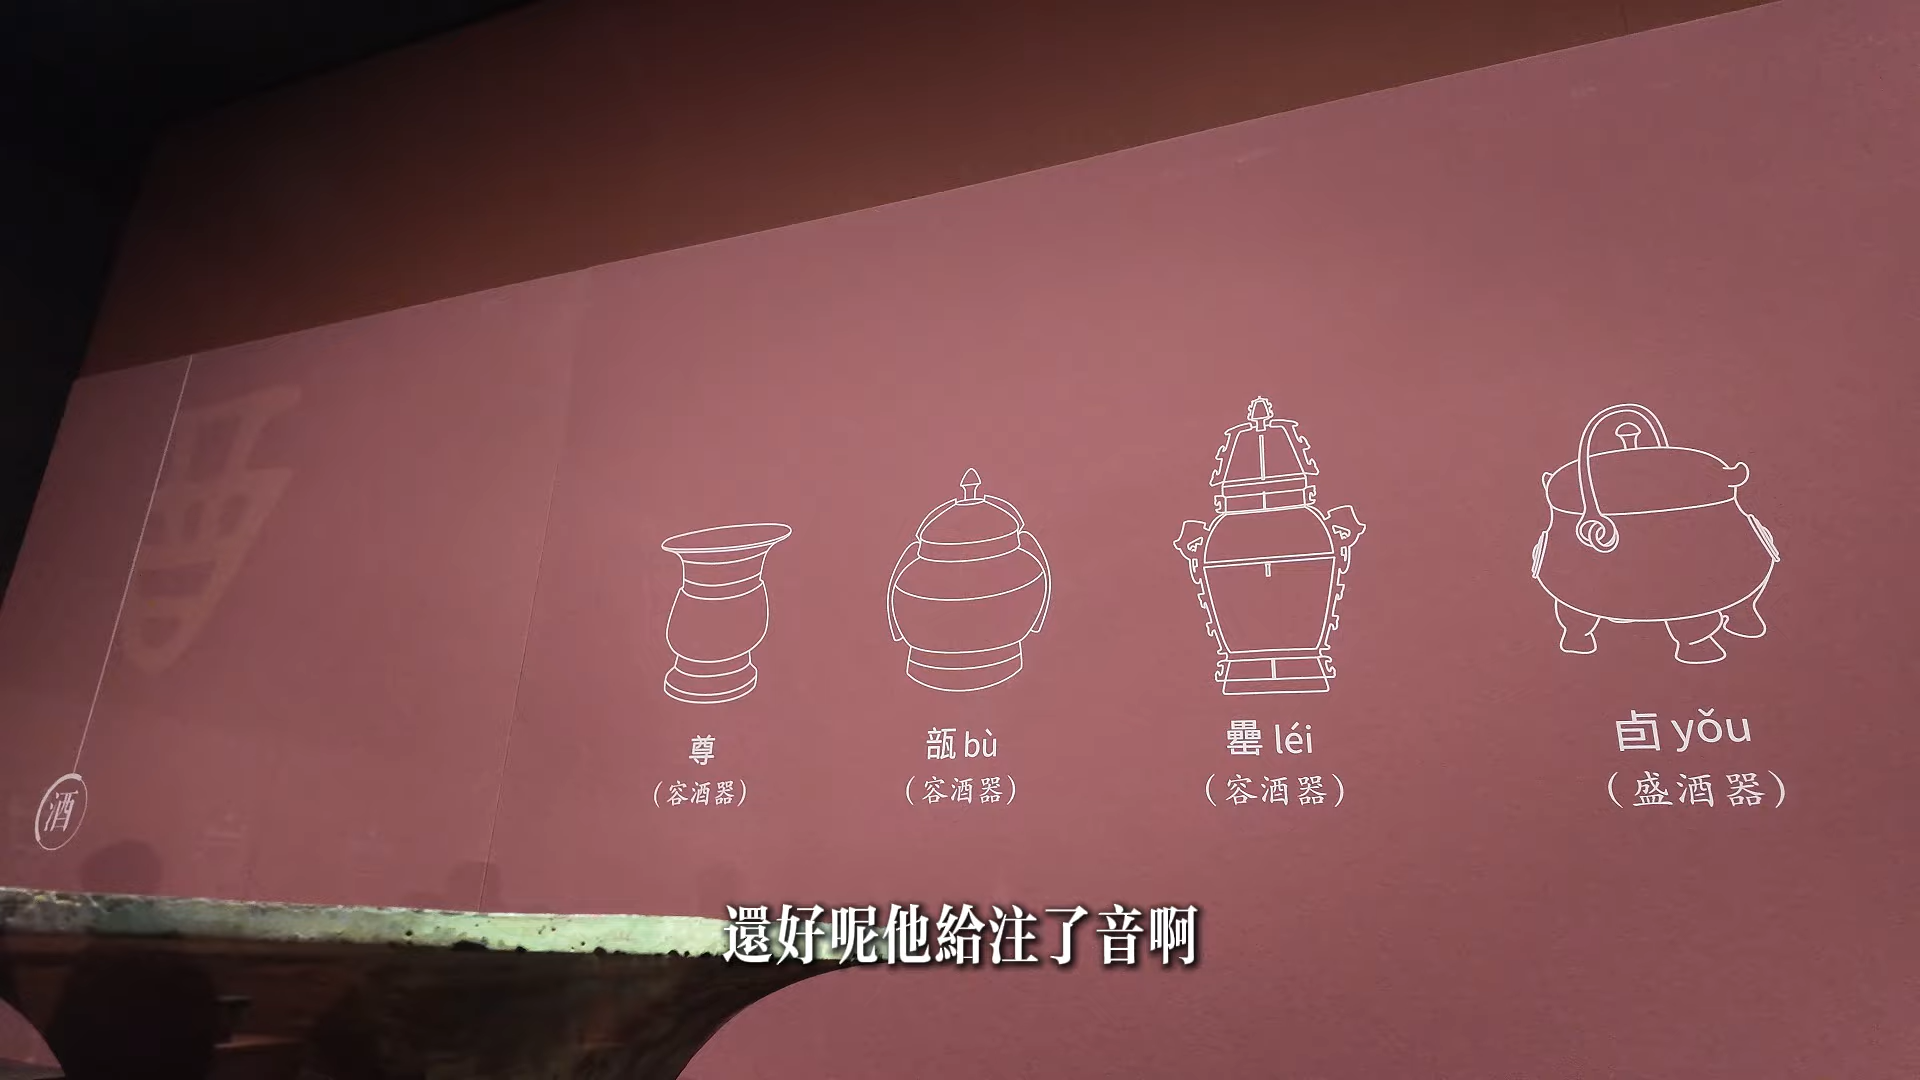 尊
（容酒器）
瓿 bù
（容酒器）
罍 léi
（容酒器）
卣 yǒu
（盛酒器）
酒
還好呢他給注了音啊